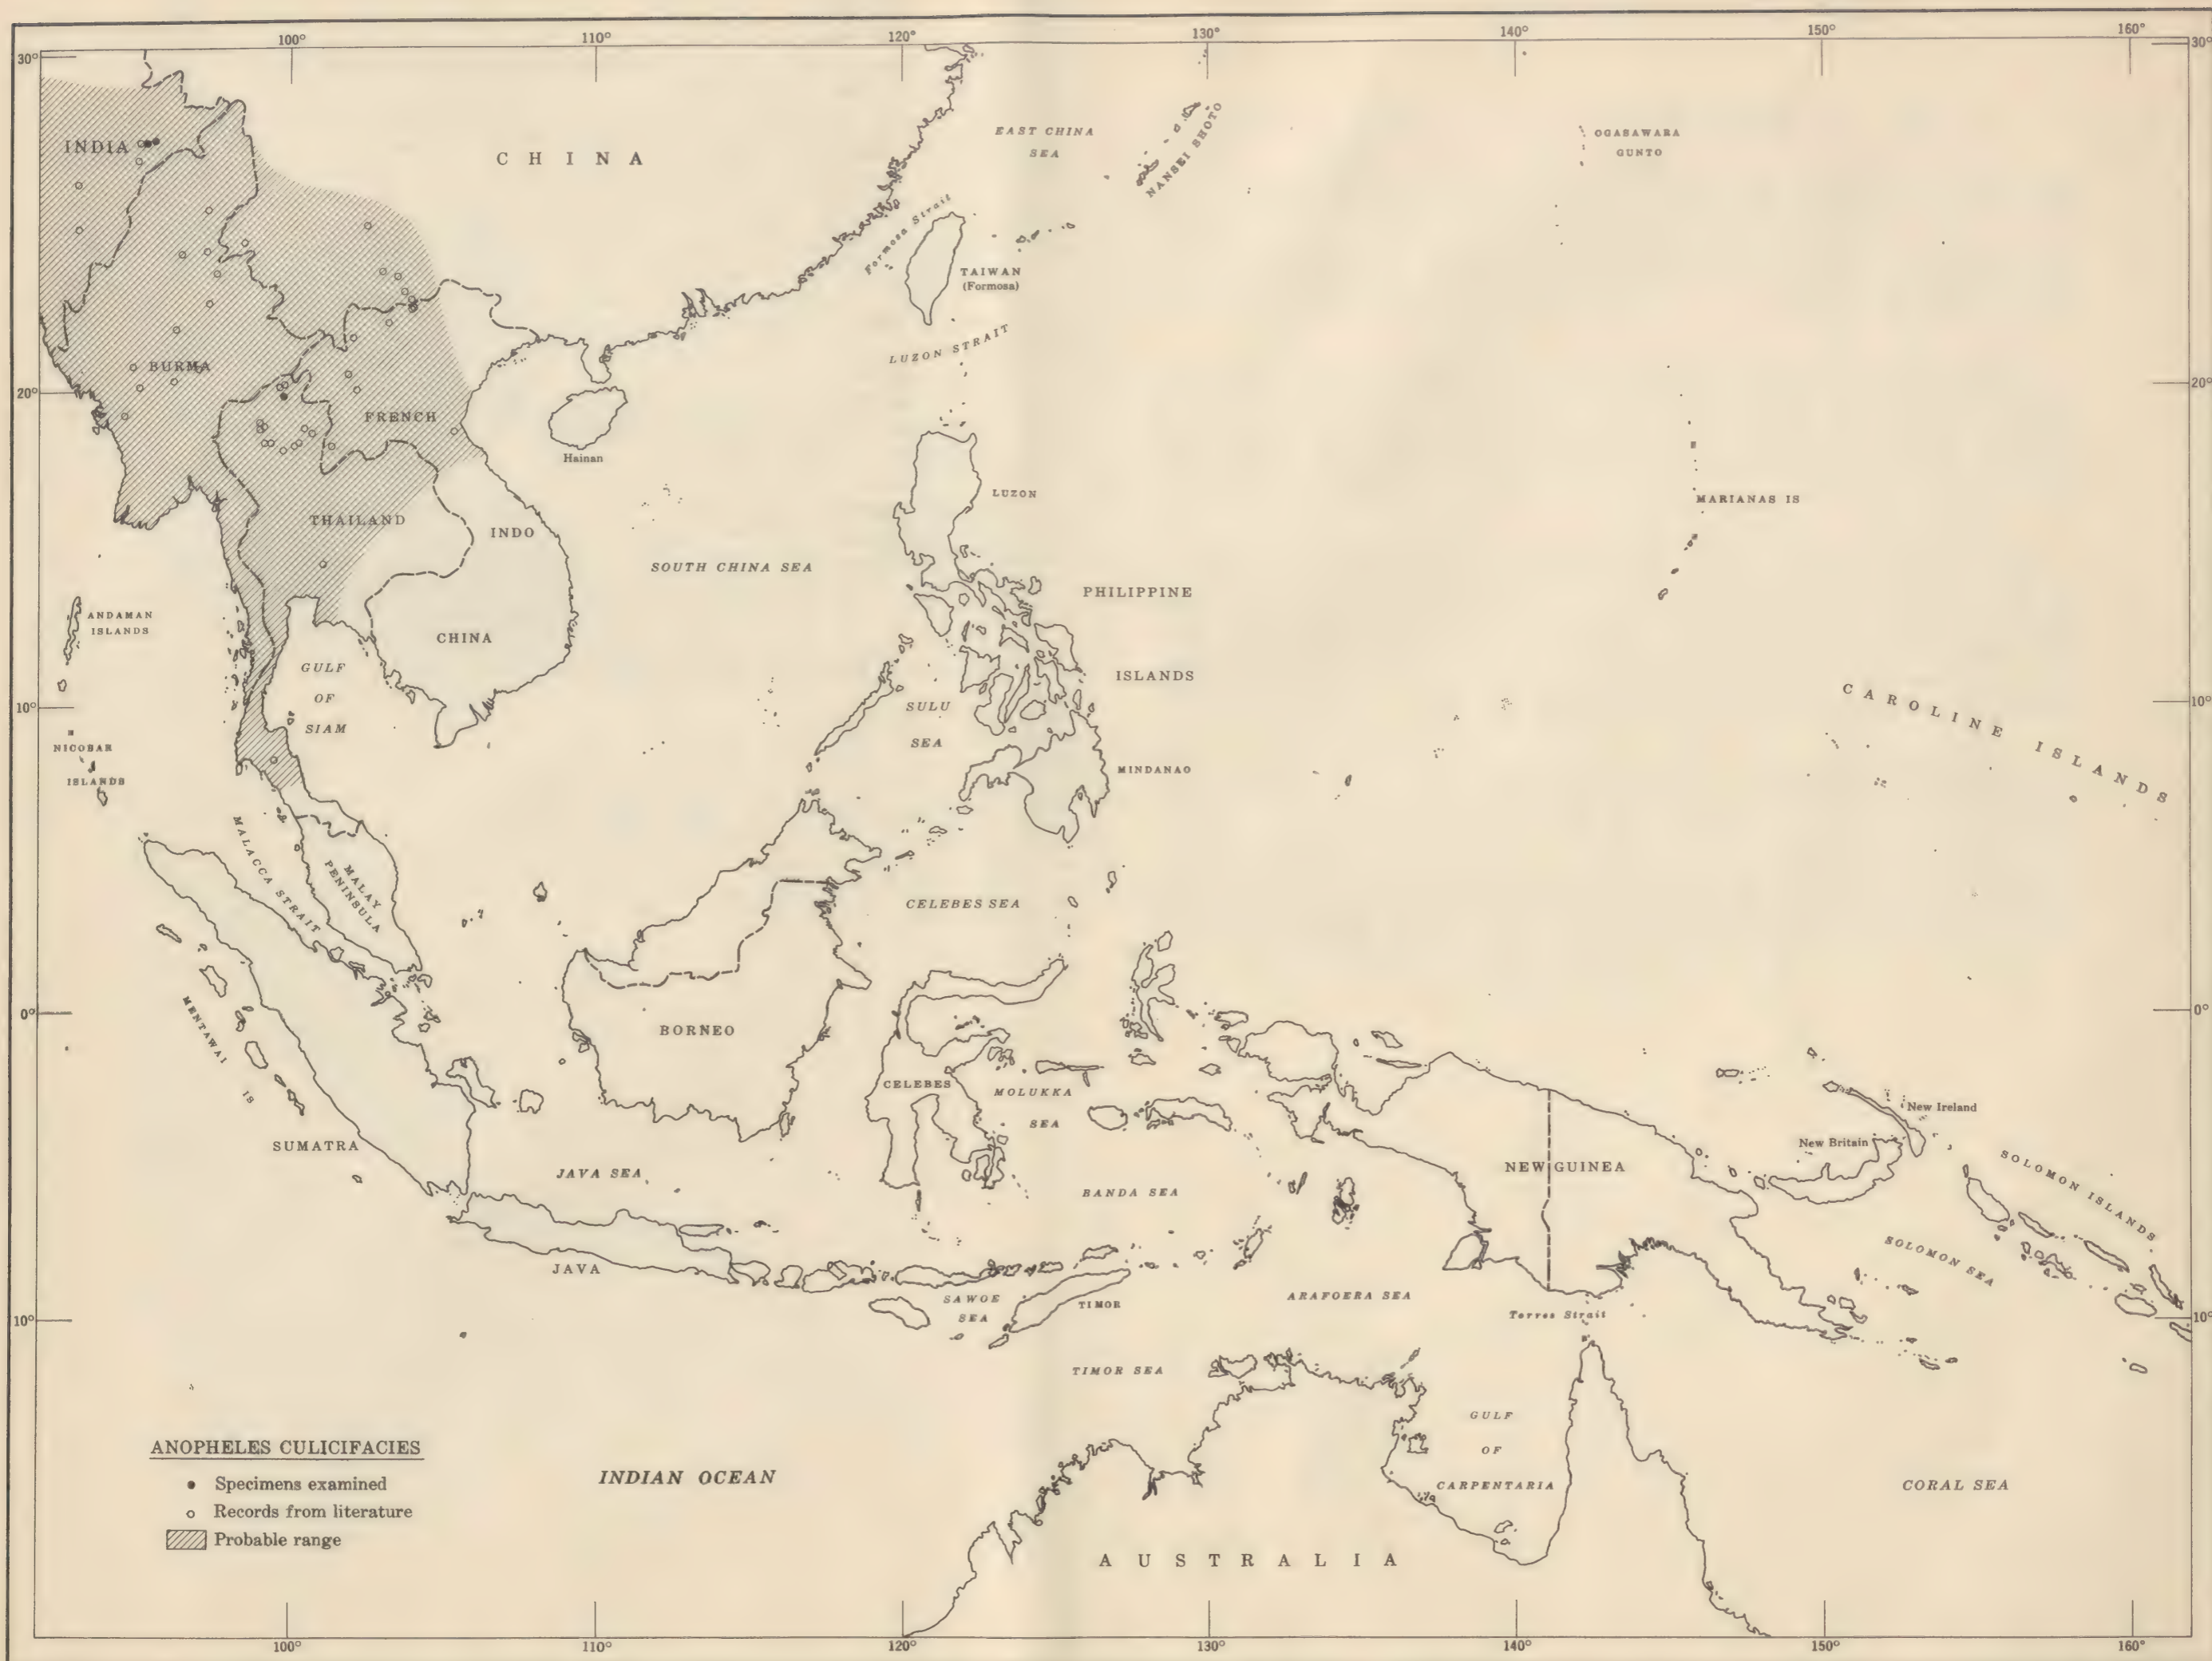 100° 110° 120° 130° 140° 150° 160°
30° 30°
INDIA
CHINA
EAST CHINA
SEA
NANSEI SHOTO
OGASAWARA
GUNTO
Formosa Strait
TAIWAN
(Formosa)
LUZON STRAIT
BURMA
20° 20°
FRENCH
Hainan
LUZON
MARIANAS IS
THAILAND
INDO
SOUTH CHINA SEA
PHILIPPINE
ANDAMAN
ISLANDS
CHINA
GULF
OF
SIAM
ISLANDS
SULU
SEA
CAROLINE ISLANDS
10° 10°
NICOBAR
ISLANDS
MINDANAO
MALACCA STRAIT
MALAY
PENINSULA
CELEBES SEA
MENTAWAI IS
0° 0°
BORNEO
CELEBES
MOLUKKA
SEA
New Ireland
New Britain
SUMATRA
NEW GUINEA
SOLOMON ISLANDS
JAVA SEA
BANDA SEA
SOLOMON SEA
JAVA
SAWOE
SEA
TIMOR
ARAFOERA SEA
Torres Strait
10° 10°
TIMOR SEA
GULF
OF
CARPENTARIA
ANOPHELES CULICIFACIES
Specimens examined
Records from literature
Probable range
INDIAN OCEAN
CORAL SEA
AUSTRALIA
100° 110° 120° 130° 140° 150° 160°